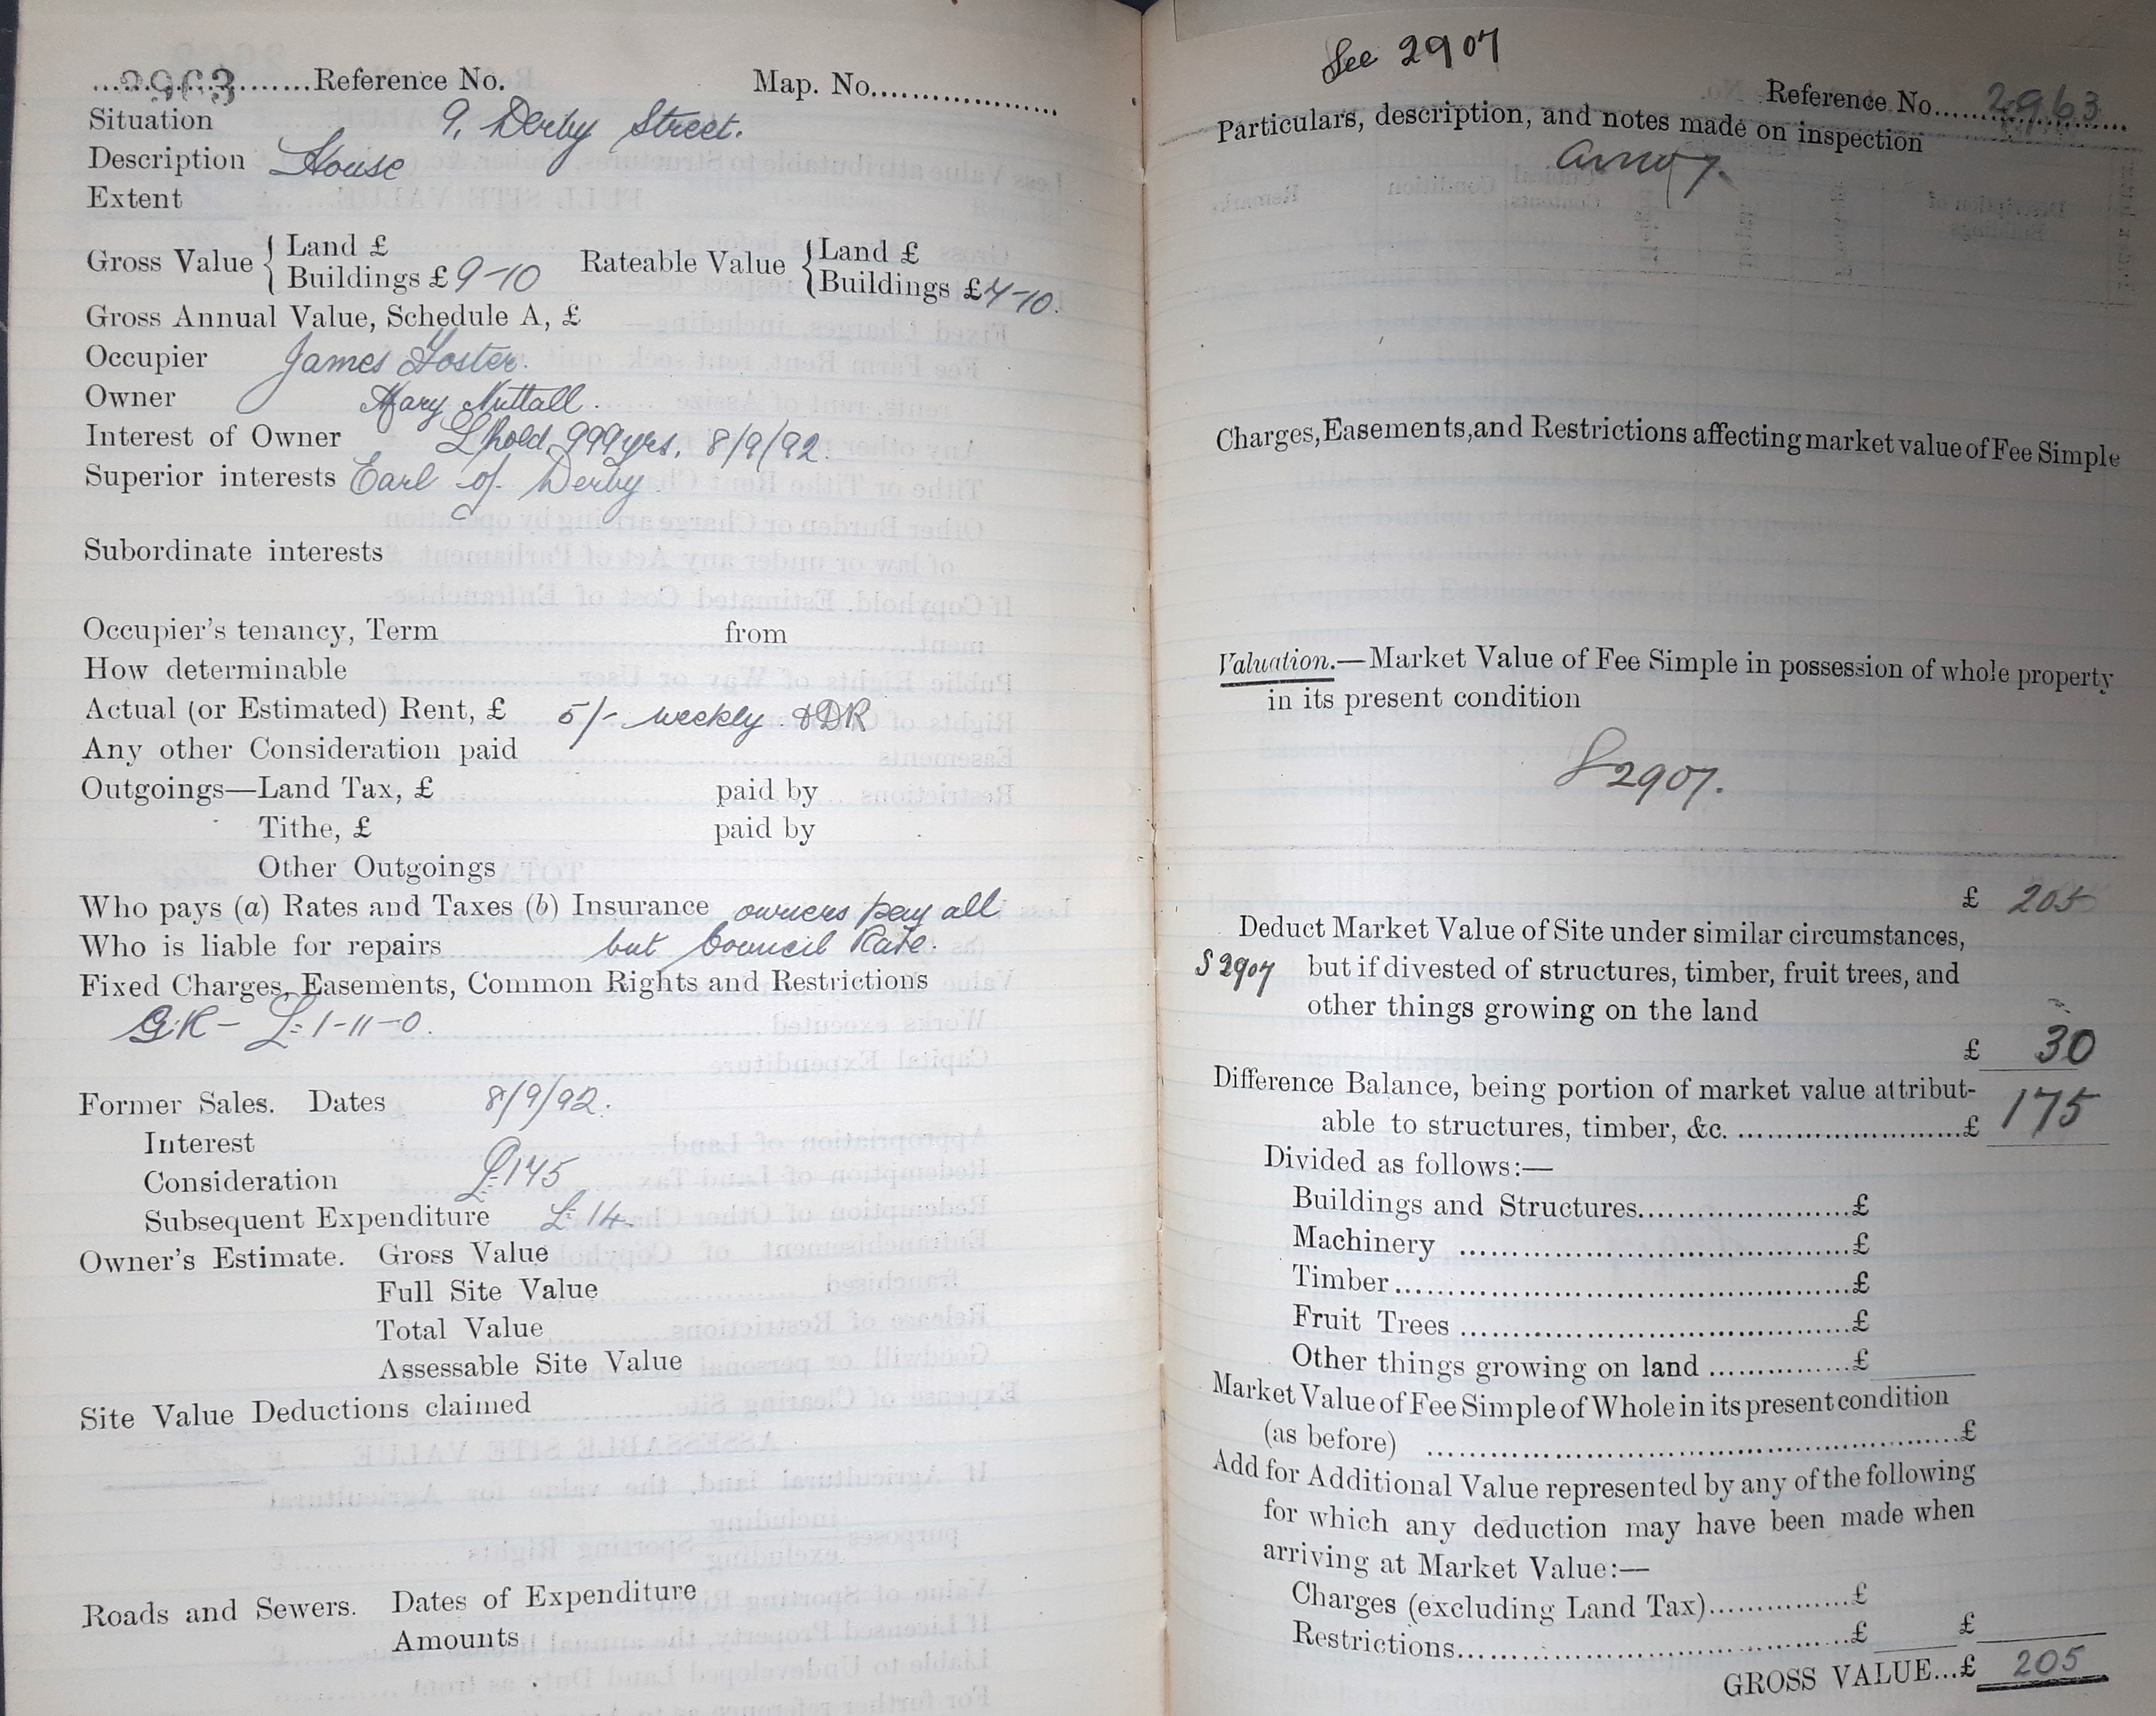 2963 Reference No. Map. No.
Situation 9, Derby Street.
Description House
Extent
Gross Value { Land £ Rateable Value { Land £
Buildings £ 9-10 Buildings £ 7-10.
Gross Annual Value, Schedule A, £
Occupier James Foster.
Owner Mary Nuttall.
Interest of Owner L'hold 999 yrs, 8/9/92.
Superior interests Earl of Derby.
Subordinate interests
Occupier's tenancy, Term from
How determinable
Actual (or Estimated) Rent, £ 5/- weekly. & DR
Any other Consideration paid
Outgoings—Land Tax, £ paid by
Tithe, £ paid by
Other Outgoings
Who pays (a) Rates and Taxes (b) Insurance owners pay all
Who is liable for repairs but Council Rate.
Fixed Charges, Easements, Common Rights and Restrictions
G.R - £1-11-0.
Former Sales. Dates 8/9/92.
Interest
Consideration £145
Subsequent Expenditure £14.
Owner's Estimate. Gross Value
Full Site Value
Total Value
Assessable Site Value
Site Value Deductions claimed
Roads and Sewers. Dates of Expenditure
Amounts
See 2907
Reference No. 2963
Particulars, description, and notes made on inspection
Charges, Easements, and Restrictions affecting market value of Fee Simple
Valuation.—Market Value of Fee Simple in possession of whole property
in its present condition
S 2907.
£ 205
Deduct Market Value of Site under similar circumstances,
S 2907 but if divested of structures, timber, fruit trees, and
other things growing on the land
£ 30
Difference Balance, being portion of market value attribut-
able to structures, timber, &c. £ 175
Divided as follows:—
Buildings and Structures £
Machinery £
Timber £
Fruit Trees £
Other things growing on land £
Market Value of Fee Simple of Whole in its present condition
(as before) £
Add for Additional Value represented by any of the following
for which any deduction may have been made when
arriving at Market Value:—
Charges (excluding Land Tax) £
Restrictions £ £
GROSS VALUE...£ 205